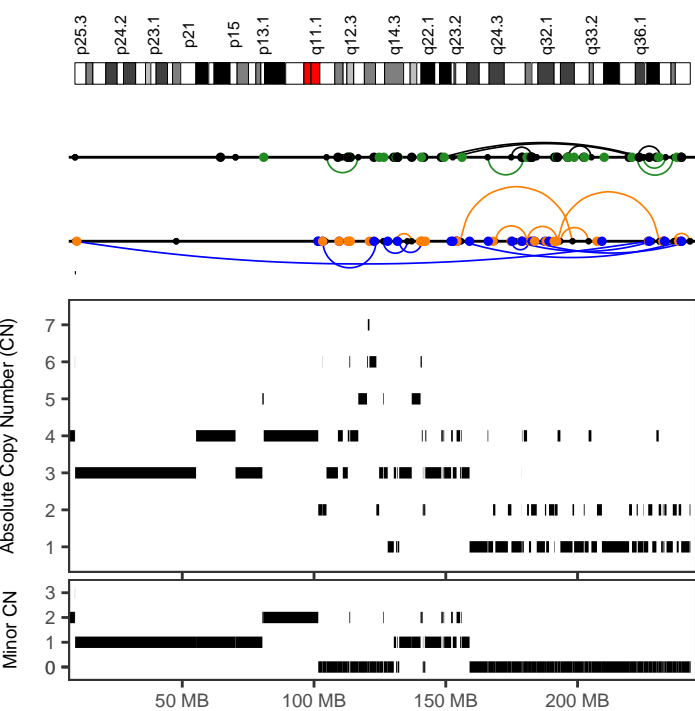 p25.3 p24.2 p23.1 p21 p15 p13.1 q11.1 q12.3 q14.3 q22.1 q23.2 q24.3 q32.1 q33.2 q36.1
Absolute Copy Number (CN)
7
6
5
4
3
2
1
Minor CN
3
2
1
0
50 MB 100 MB 150 MB 200 MB